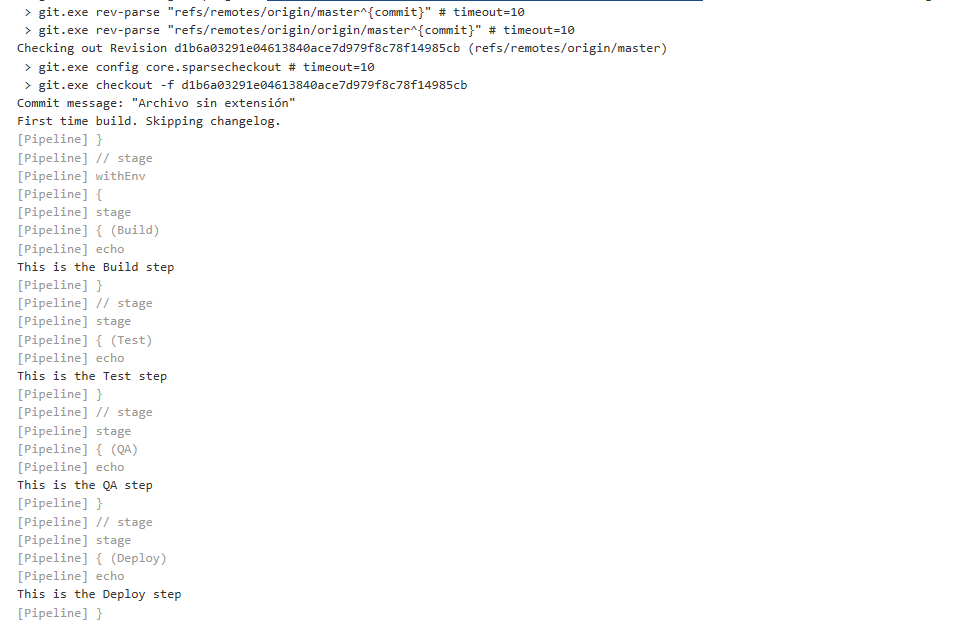 > git.exe rev-parse "refs/remotes/origin/master^{commit}" # timeout=10
> git.exe rev-parse "refs/remotes/origin/origin/master^{commit}" # timeout=10
Checking out Revision d1b6a03291e04613840ace7d979f8c78f14985cb (refs/remotes/origin/master)
> git.exe config core.sparsecheckout # timeout=10
> git.exe checkout -f d1b6a03291e04613840ace7d979f8c78f14985cb
Commit message: "Archivo sin extensión"
First time build. Skipping changelog.
[Pipeline] }
[Pipeline] // stage
[Pipeline] withEnv
[Pipeline] {
[Pipeline] stage
[Pipeline] { (Build)
[Pipeline] echo
This is the Build step
[Pipeline] }
[Pipeline] // stage
[Pipeline] stage
[Pipeline] { (Test)
[Pipeline] echo
This is the Test step
[Pipeline] }
[Pipeline] // stage
[Pipeline] stage
[Pipeline] { (QA)
[Pipeline] echo
This is the QA step
[Pipeline] }
[Pipeline] // stage
[Pipeline] stage
[Pipeline] { (Deploy)
[Pipeline] echo
This is the Deploy step
[Pipeline] }